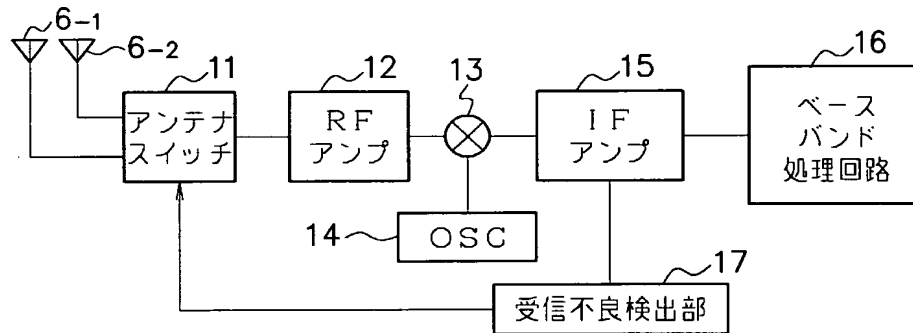 6-1
6-2
11
アンテナ
スイッチ
12
RF
アンプ
13
14
OSC
15
IF
アンプ
16
ベース
バンド
処理回路
17
受信不良検出部